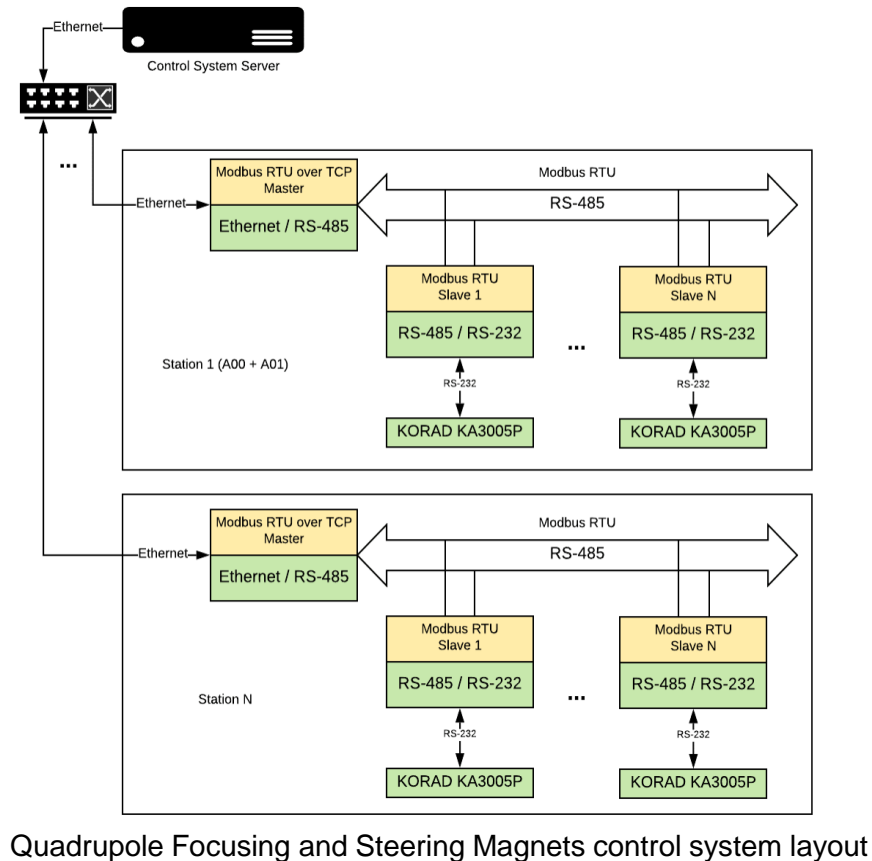 Ethernet
Control System Server
...
Modbus RTU over TCP
Master
Ethernet / RS-485
Ethernet
Modbus RTU
RS-485
Modbus RTU
Slave 1
RS-485 / RS-232
RS-232
KORAD KA3005P
...
Modbus RTU
Slave N
RS-485 / RS-232
RS-232
KORAD KA3005P
Station 1 (A00 + A01)
Modbus RTU over TCP
Master
Ethernet / RS-485
Ethernet
Modbus RTU
RS-485
Modbus RTU
Slave 1
RS-485 / RS-232
RS-232
KORAD KA3005P
...
Modbus RTU
Slave N
RS-485 / RS-232
RS-232
KORAD KA3005P
Station N
Quadrupole Focusing and Steering Magnets control system layout